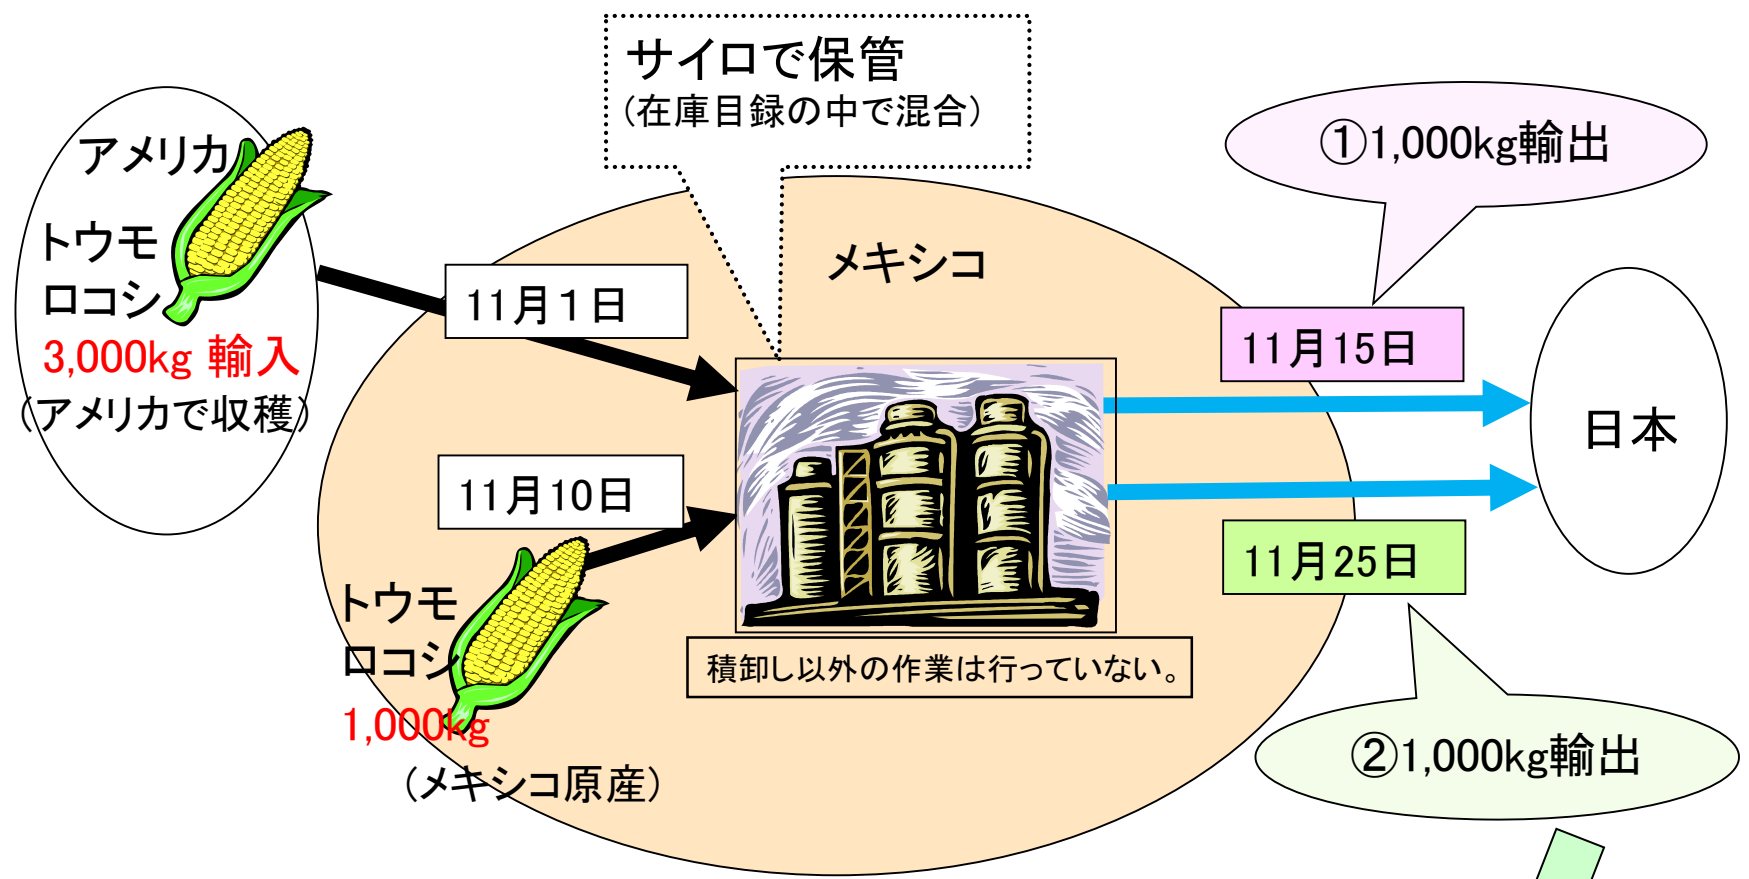 サイロで保管
（在庫目録の中で混合）
アメリカ
トウモ
ロコシ
3,000kg 輸入
（アメリカで収穫）
11月１日
メキシコ
①1,000kg輸出
11月15日
日本
11月10日
トウモ
ロコシ
1,000kg
（メキシコ原産）
積卸し以外の作業は行っていない。
11月25日
②1,000kg輸出